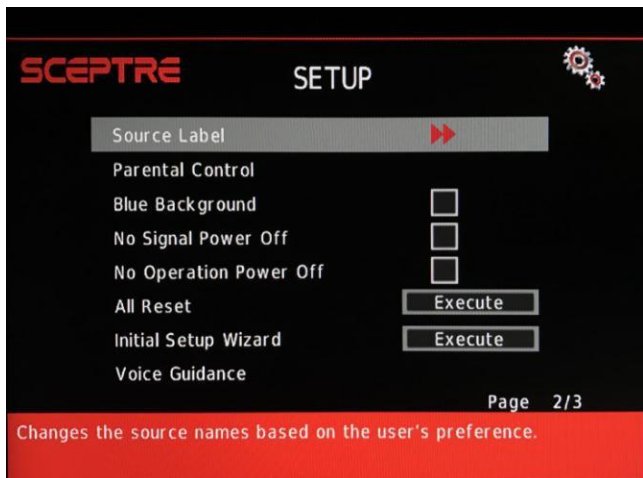 SCEPTRE
SETUP
Source Label
Parental Control
Blue Background
No Signal Power Off
No Operation Power Off
All Reset Execute
Initial Setup Wizard Execute
Voice Guidance
Page 2/3
Changes the source names based on the user's preference.